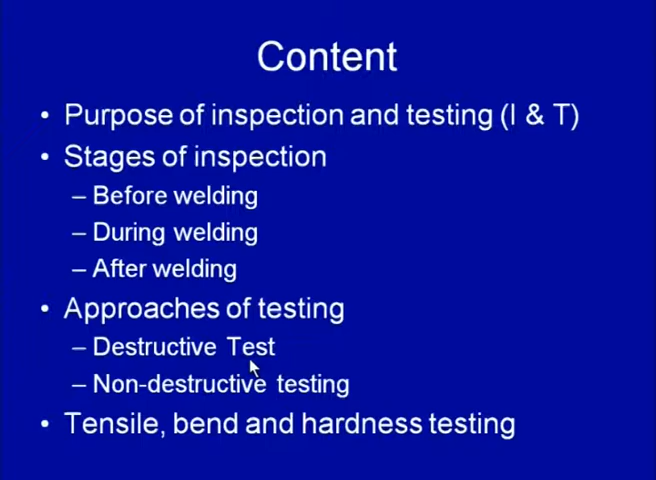 Content
• Purpose of inspection and testing (I & T)
• Stages of inspection
– Before welding
– During welding
– After welding
• Approaches of testing
– Destructive Test
– Non-destructive testing
• Tensile, bend and hardness testing